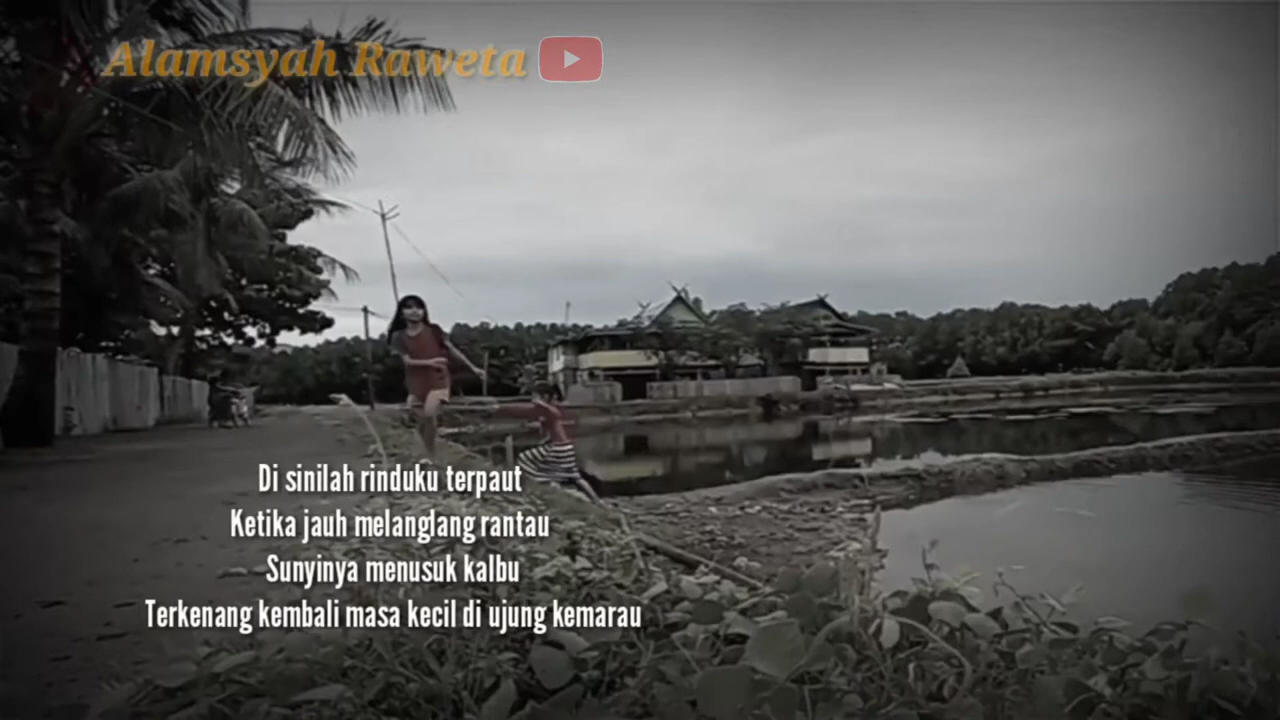 Alamsyah Raweta
Di sinilah rinduku terpaut
Ketika jauh melanglang rantau
Sunyinya menusuk kalbu
Terkenang kembali masa kecil di ujung kemarau